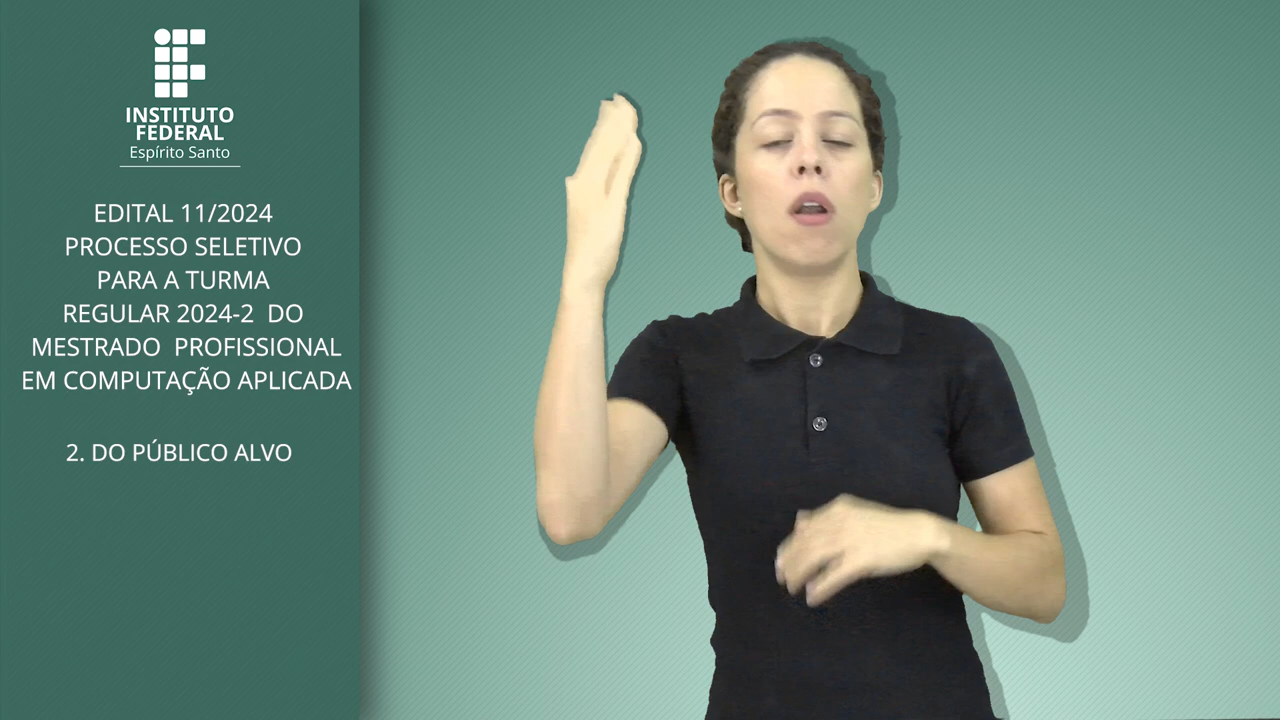 INSTITUTO
FEDERAL
Espírito Santo
EDITAL 11/2024
PROCESSO SELETIVO
PARA A TURMA
REGULAR 2024-2 DO
MESTRADO PROFISSIONAL
EM COMPUTAÇÃO APLICADA
2. DO PÚBLICO ALVO